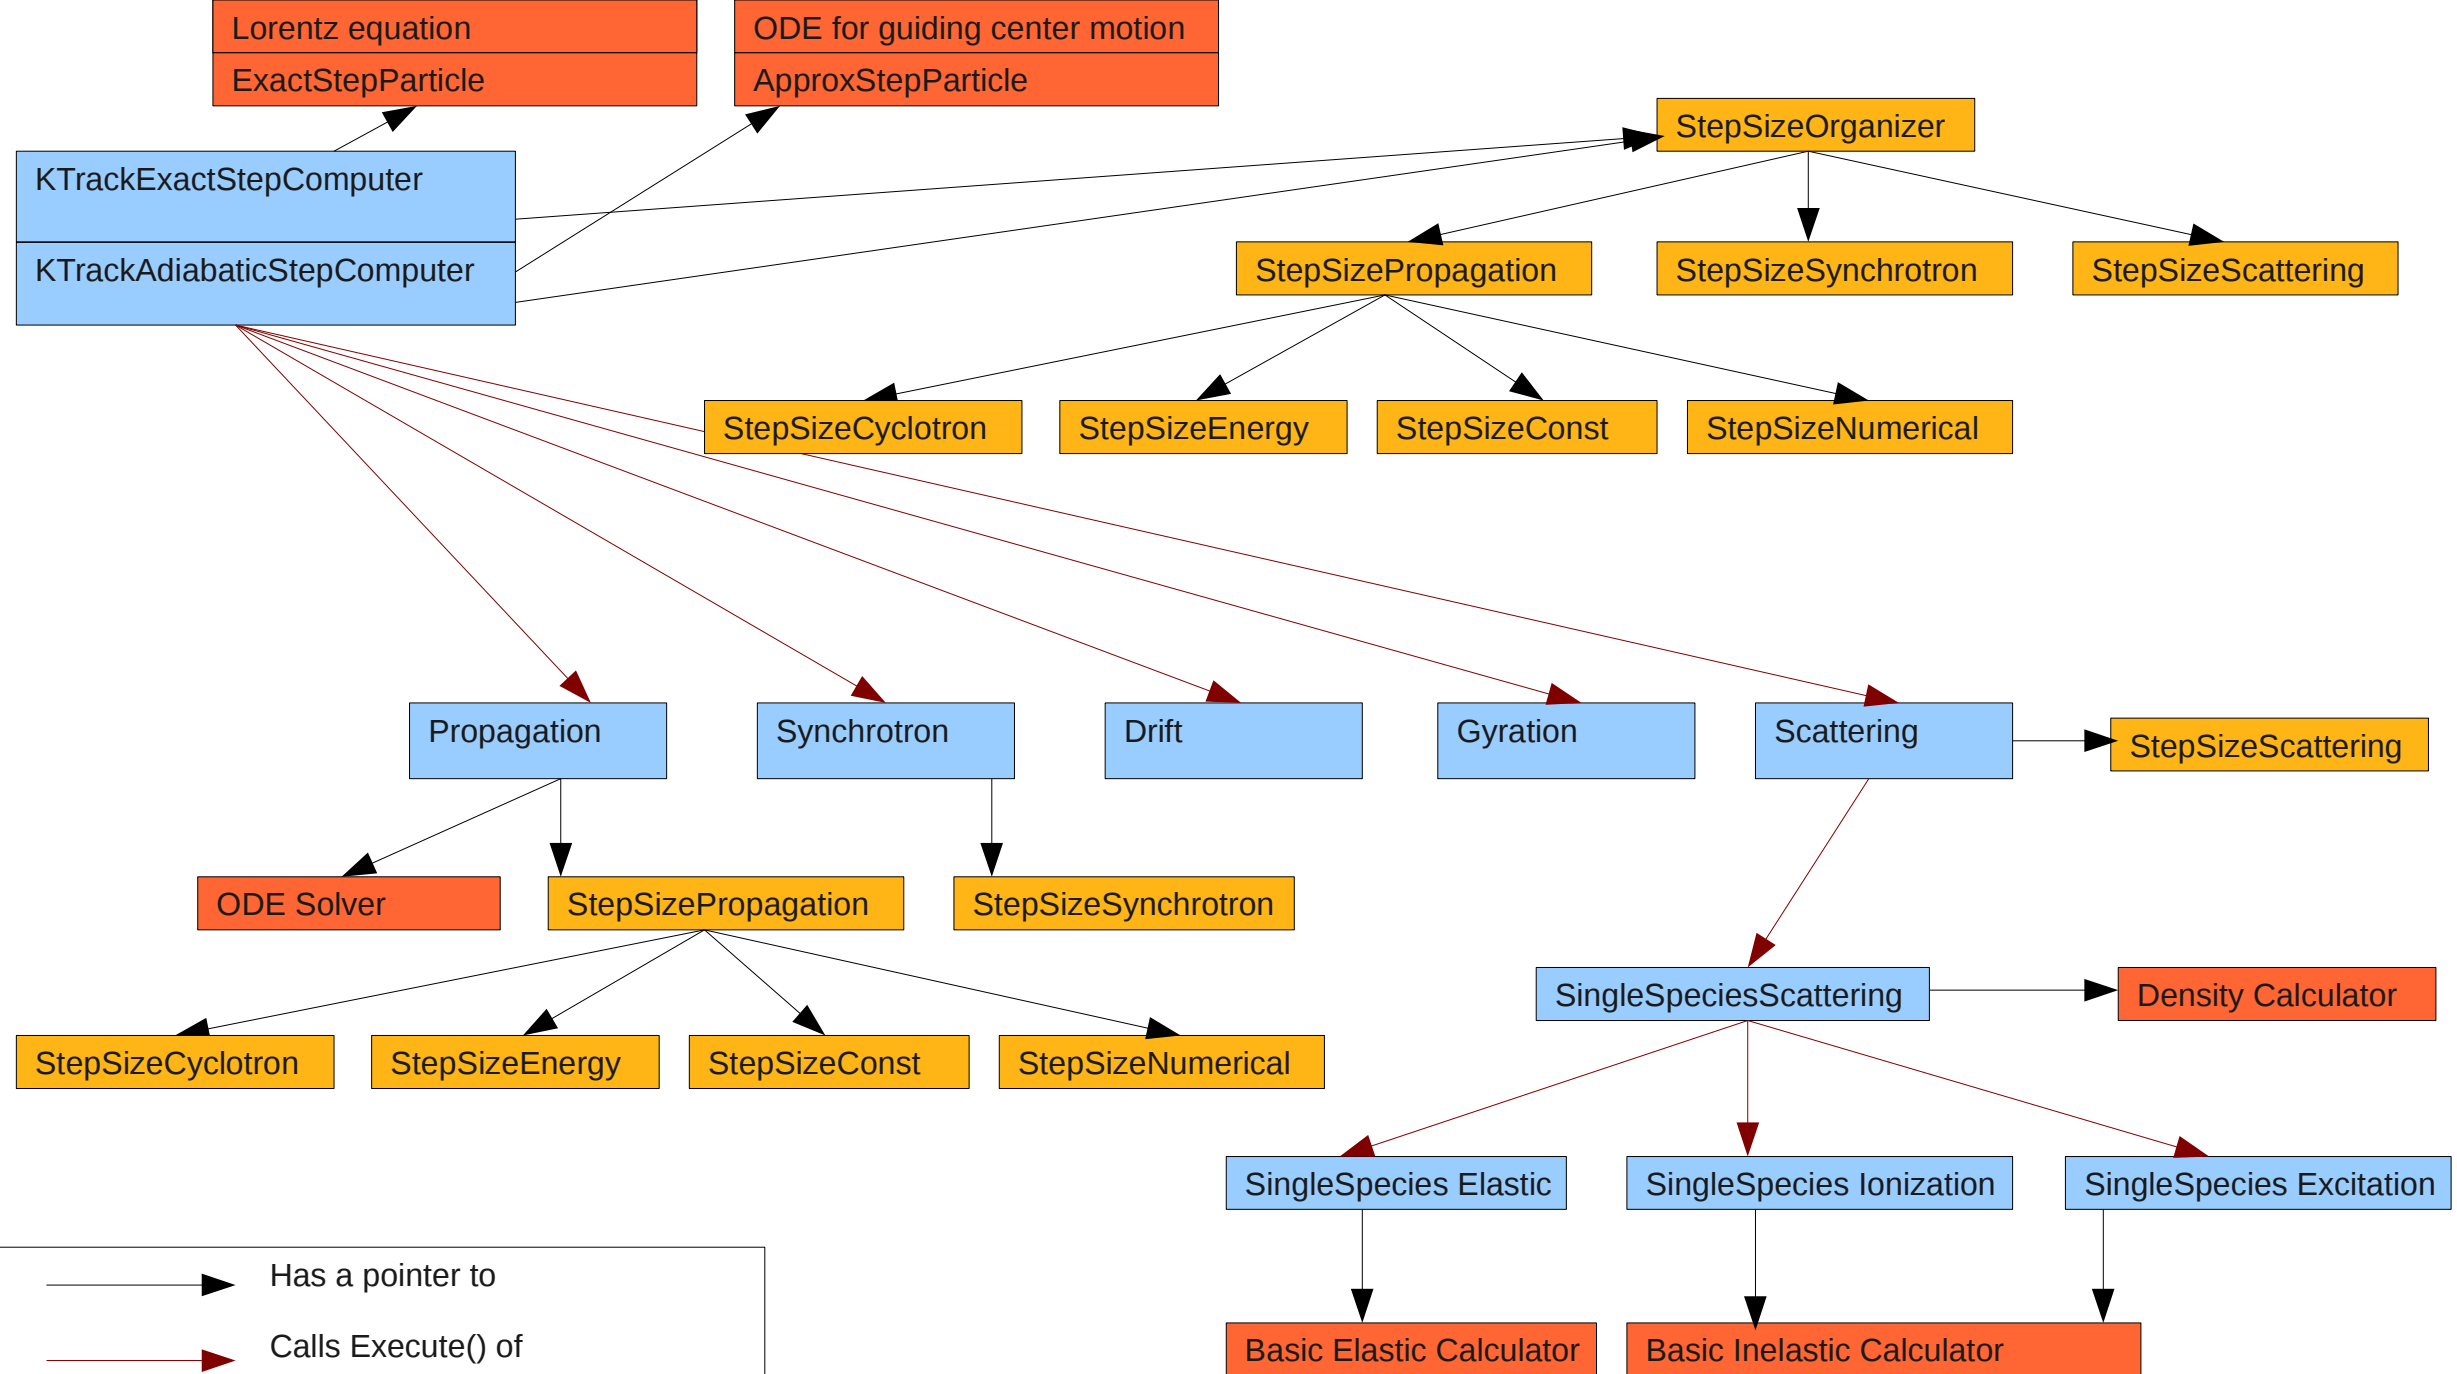 Lorentz equation
ExactStepParticle
ODE for guiding center motion
ApproxStepParticle
StepSizeOrganizer
KTrackExactStepComputer
KTrackAdiabaticStepComputer
StepSizePropagation
StepSizeSynchrotron
StepSizeScattering
StepSizeCyclotron
StepSizeEnergy
StepSizeConst
StepSizeNumerical
Propagation
Synchrotron
Drift
Gyration
Scattering
StepSizeScattering
ODE Solver
StepSizePropagation
StepSizeSynchrotron
SingleSpeciesScattering
Density Calculator
StepSizeCyclotron
StepSizeEnergy
StepSizeConst
StepSizeNumerical
SingleSpecies Elastic
SingleSpecies Ionization
SingleSpecies Excitation
Has a pointer to
Calls Execute() of
Basic Elastic Calculator
Basic Inelastic Calculator